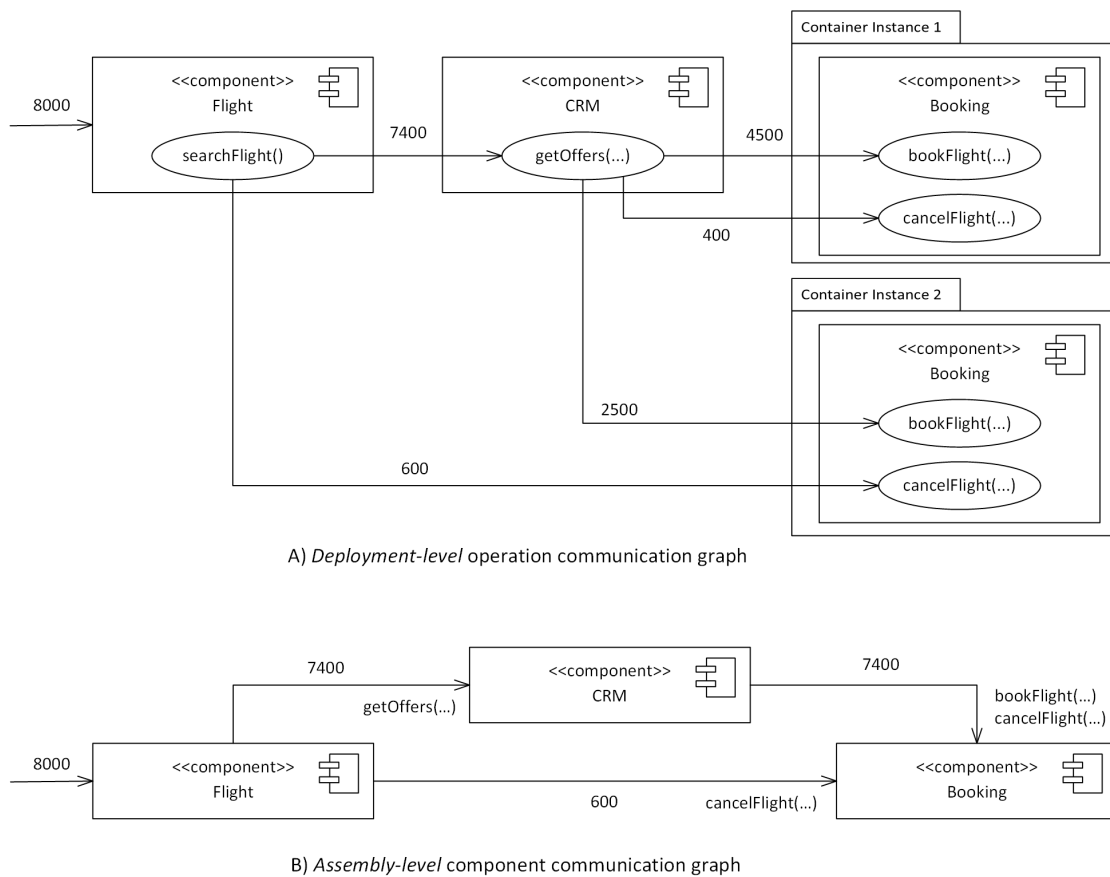 Container Instance 1
<<component>>
Flight
<<component>>
CRM
<<component>>
Booking
8000
searchFlight()
7400
getOffers(...)
4500
bookFlight(...)
400
cancelFlight(...)
Container Instance 2
<<component>>
Booking
2500
bookFlight(...)
600
cancelFlight(...)
A) Deployment-level operation communication graph
7400
getOffers(...)
<<component>>
CRM
7400
bookFlight(...)
cancelFlight(...)
8000
<<component>>
Flight
600
cancelFlight(...)
<<component>>
Booking
B) Assembly-level component communication graph